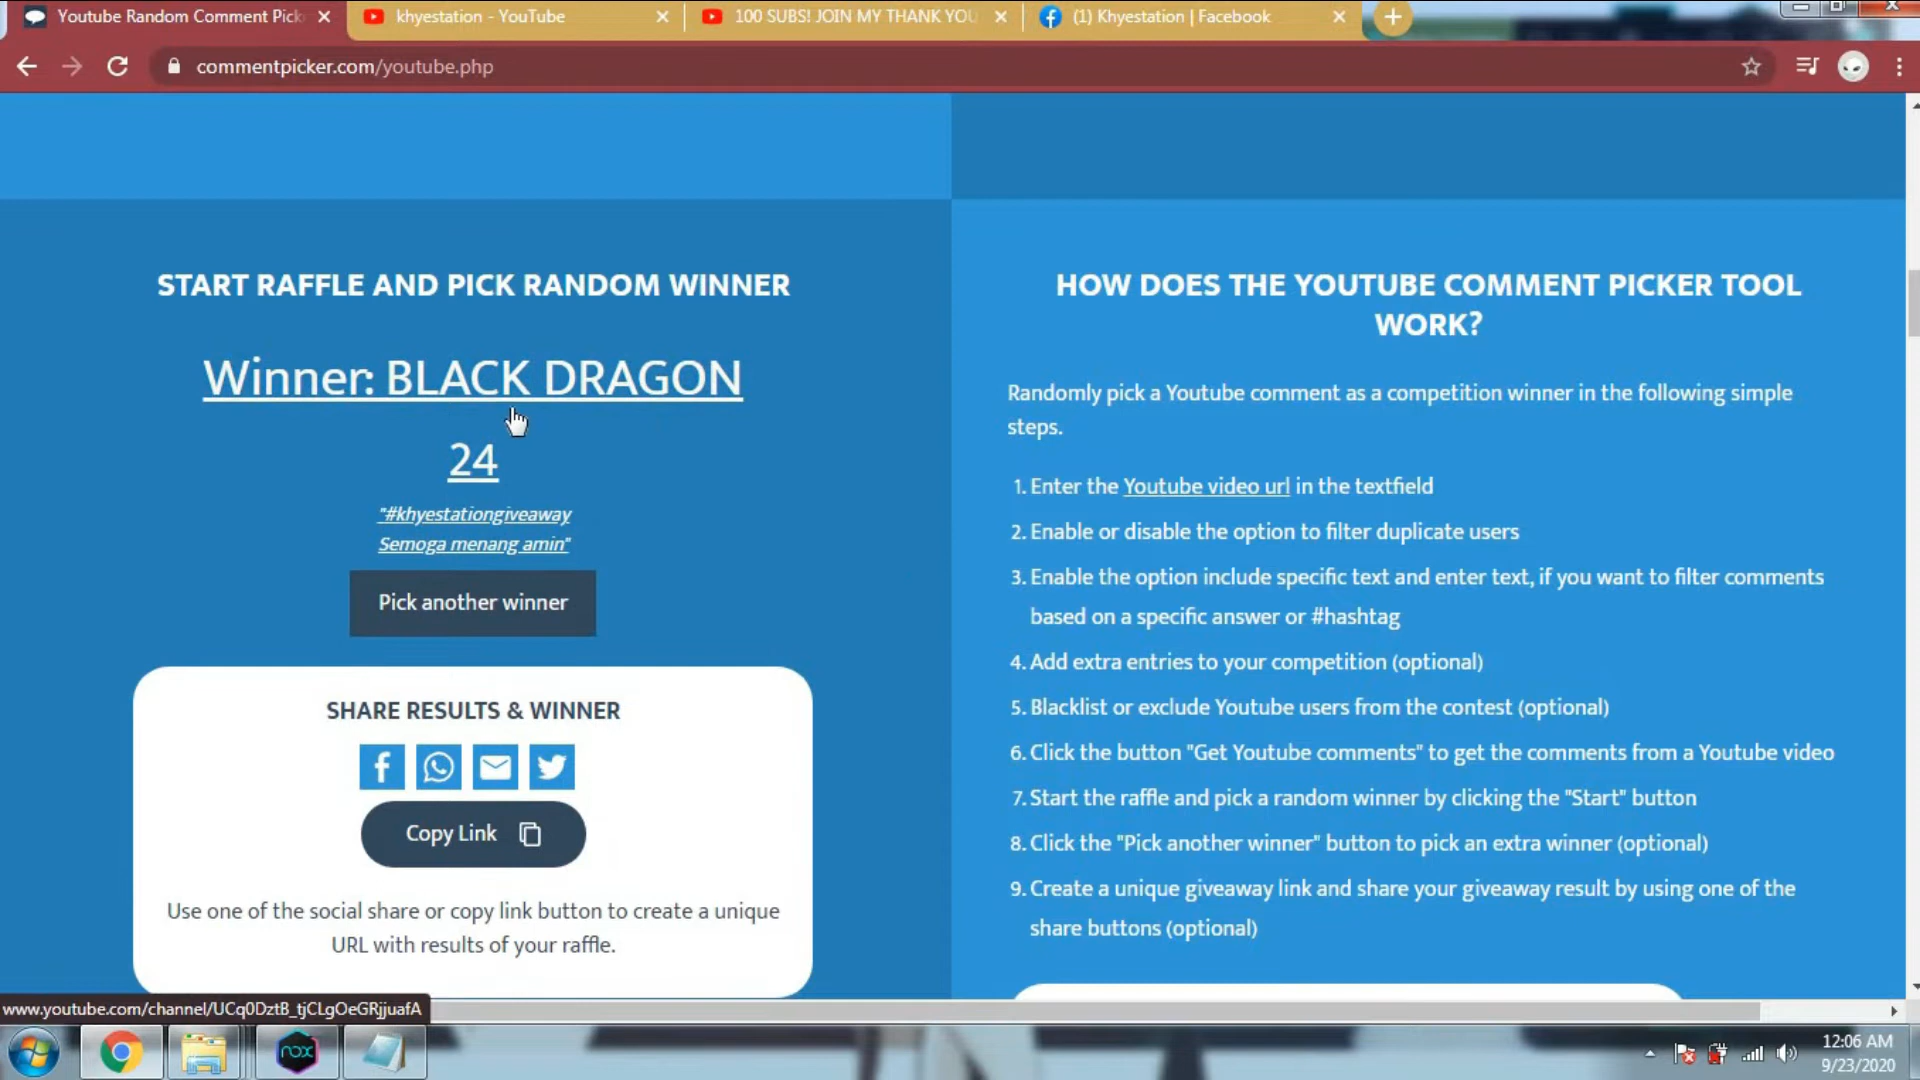 Youtube Random Comment Pick
khyestation - YouTube
100 SUBS! JOIN MY THANK YOU
(1) Khyestation | Facebook
commentpicker.com/youtube.php
START RAFFLE AND PICK RANDOM WINNER
Winner: BLACK DRAGON
24
"#khyestationgiveaway
Semoga menang amin"
Pick another winner
SHARE RESULTS & WINNER
Copy Link
Use one of the social share or copy link button to create a unique
URL with results of your raffle.
HOW DOES THE YOUTUBE COMMENT PICKER TOOL
WORK?
Randomly pick a Youtube comment as a competition winner in the following simple
steps.
1. Enter the Youtube video url in the textfield
2. Enable or disable the option to filter duplicate users
3. Enable the option include specific text and enter text, if you want to filter comments
based on a specific answer or #hashtag
4. Add extra entries to your competition (optional)
5. Blacklist or exclude Youtube users from the contest (optional)
6. Click the button "Get Youtube comments" to get the comments from a Youtube video
7. Start the raffle and pick a random winner by clicking the "Start" button
8. Click the "Pick another winner" button to pick an extra winner (optional)
9. Create a unique giveaway link and share your giveaway result by using one of the
share buttons (optional)
www.youtube.com/channel/UCq0DztB_tjCLgOeGRjjuafA
nox
12:06 AM
9/23/2020